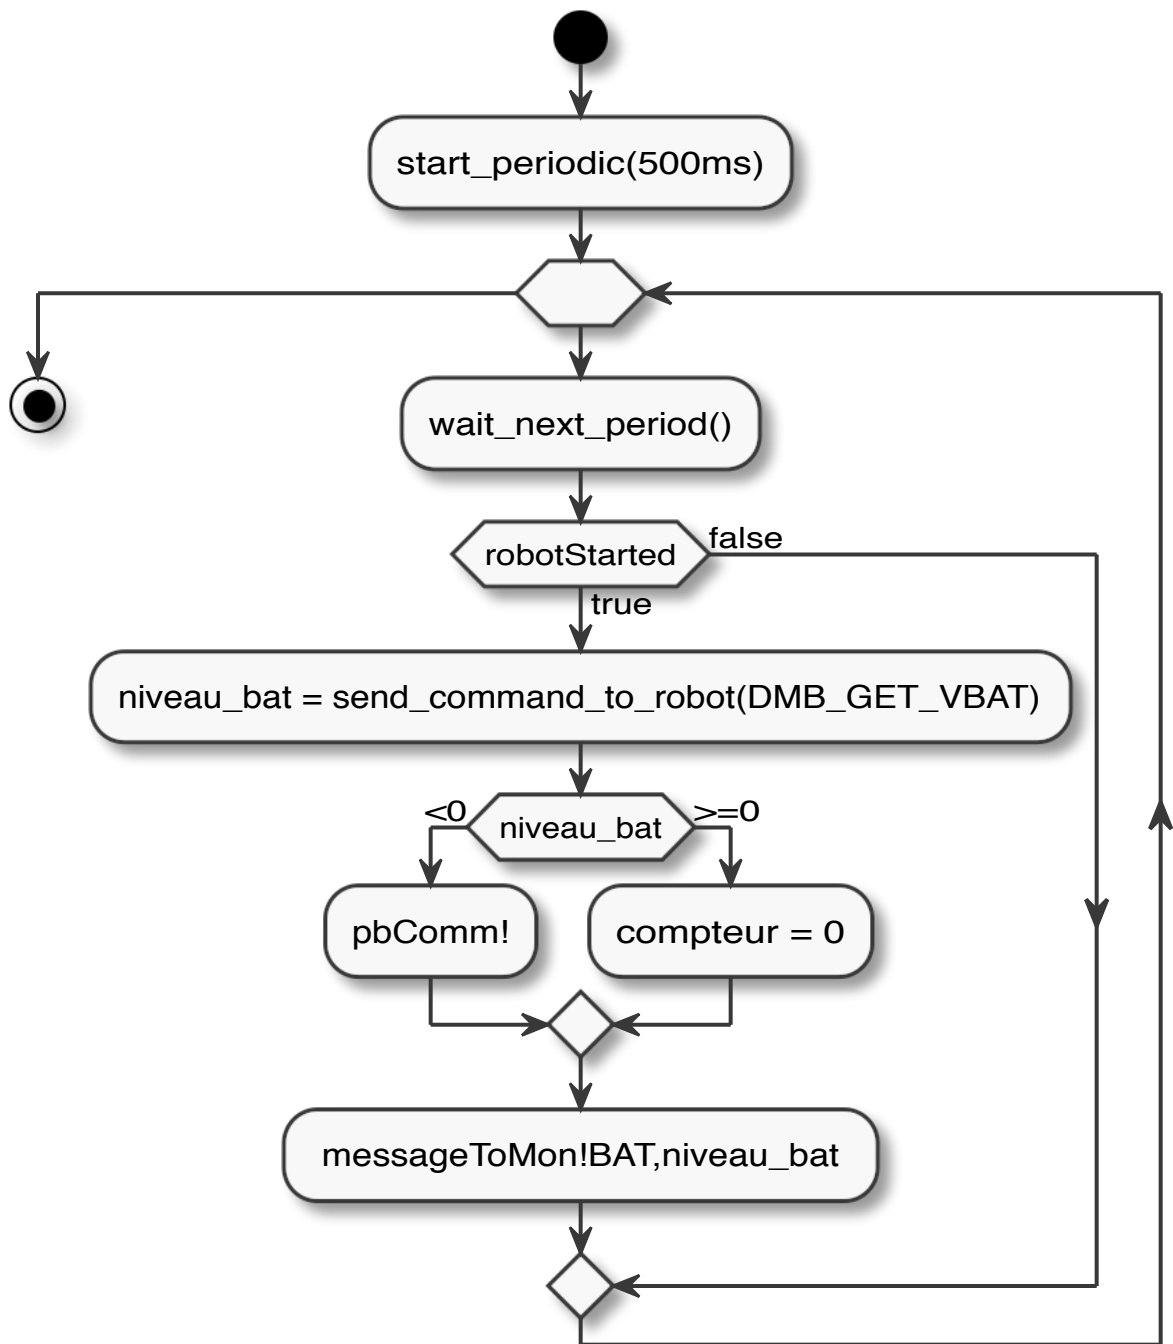 start_periodic(500ms)
wait_next_period()
robotStarted
false
true
niveau_bat = send_command_to_robot(DMB_GET_VBAT)
<0
niveau_bat
>=0
pbComm!
compteur = 0
messageToMon!BAT,niveau_bat